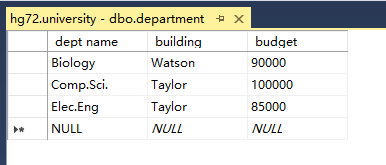 hg72.university - dbo.department
dept name building budget
Biology Watson 90000
Comp.Sci. Taylor 100000
Elec.Eng Taylor 85000
NULL NULL NULL